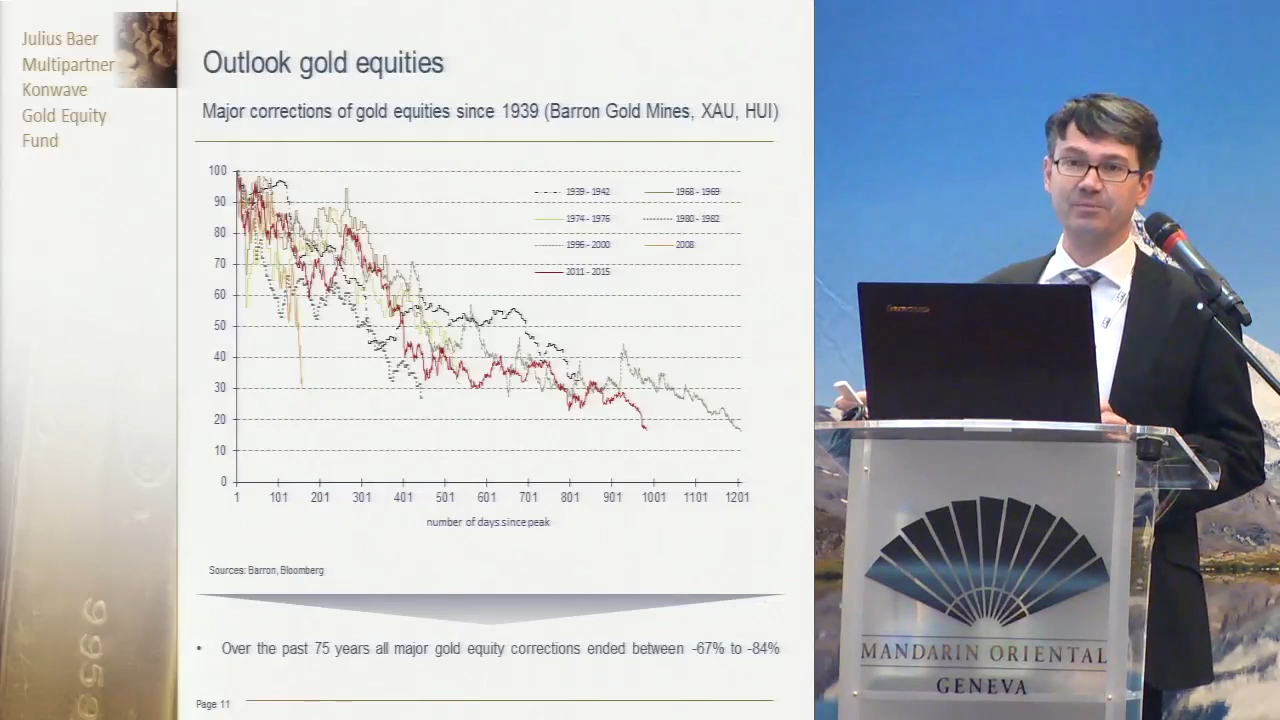 Julius Baer
Multipartner
Konwave
Gold Equity
Fund
Outlook gold equities
Major corrections of gold equities since 1939 (Barron Gold Mines, XAU, HUI)
100
90
80
70
60
50
40
30
20
10
0
1939 - 1942
1968 - 1969
1974 - 1976
1980 - 1982
1996 - 2000
2008
2011 - 2015
1 101 201 301 401 501 601 701 801 901 1001 1101 1201
number of days since peak
Sources: Barron, Bloomberg
• Over the past 75 years all major gold equity corrections ended between -67% to -84%
Page 11
9959
lenovo
MANDARIN ORIENTAL
GENEVA